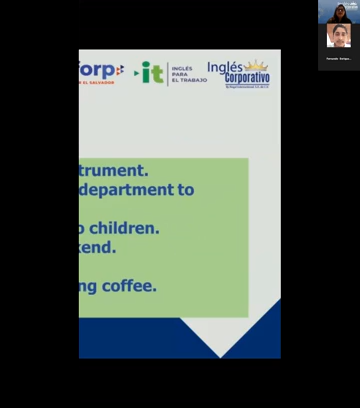 forp
EL SALVADOR
it
INGLÉS
PARA
EL TRABAJO
Inglés
Corporativo
trument.
department to
o children.
kend.
ng coffee.